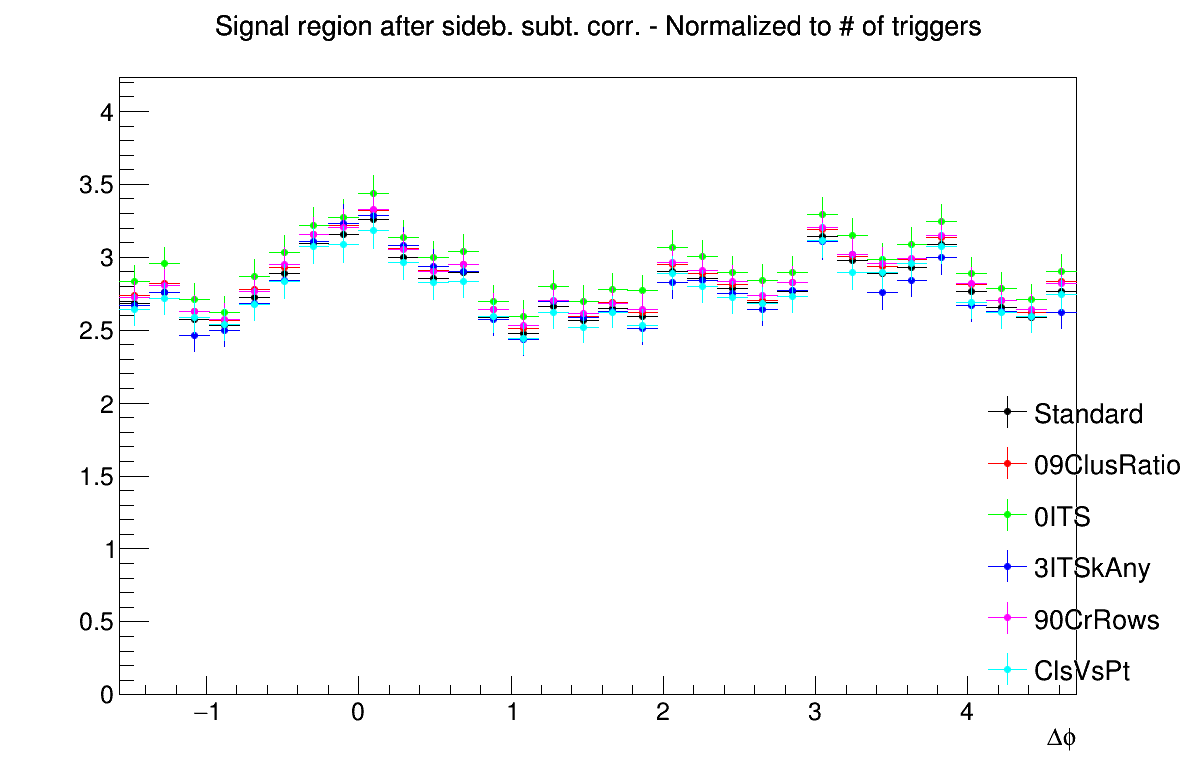 Signal region after sideb. subt. corr. - Normalized to # of triggers
4
3.5
3
2.5
2
1.5
1
0.5
0
−1
0
1
2
3
4
Δϕ
Standard
09ClusRatio
0ITS
3ITSkAny
90CrRows
ClsVsPt